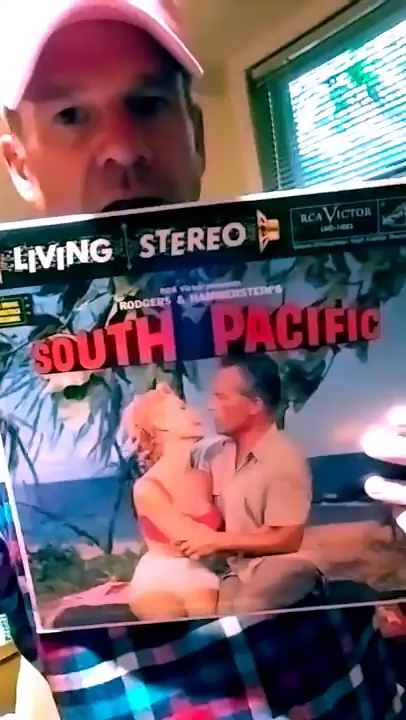 LIVING STEREO
RCA VICTOR
RODGERS & HAMMERSTEIN'S
SOUTH PACIFIC